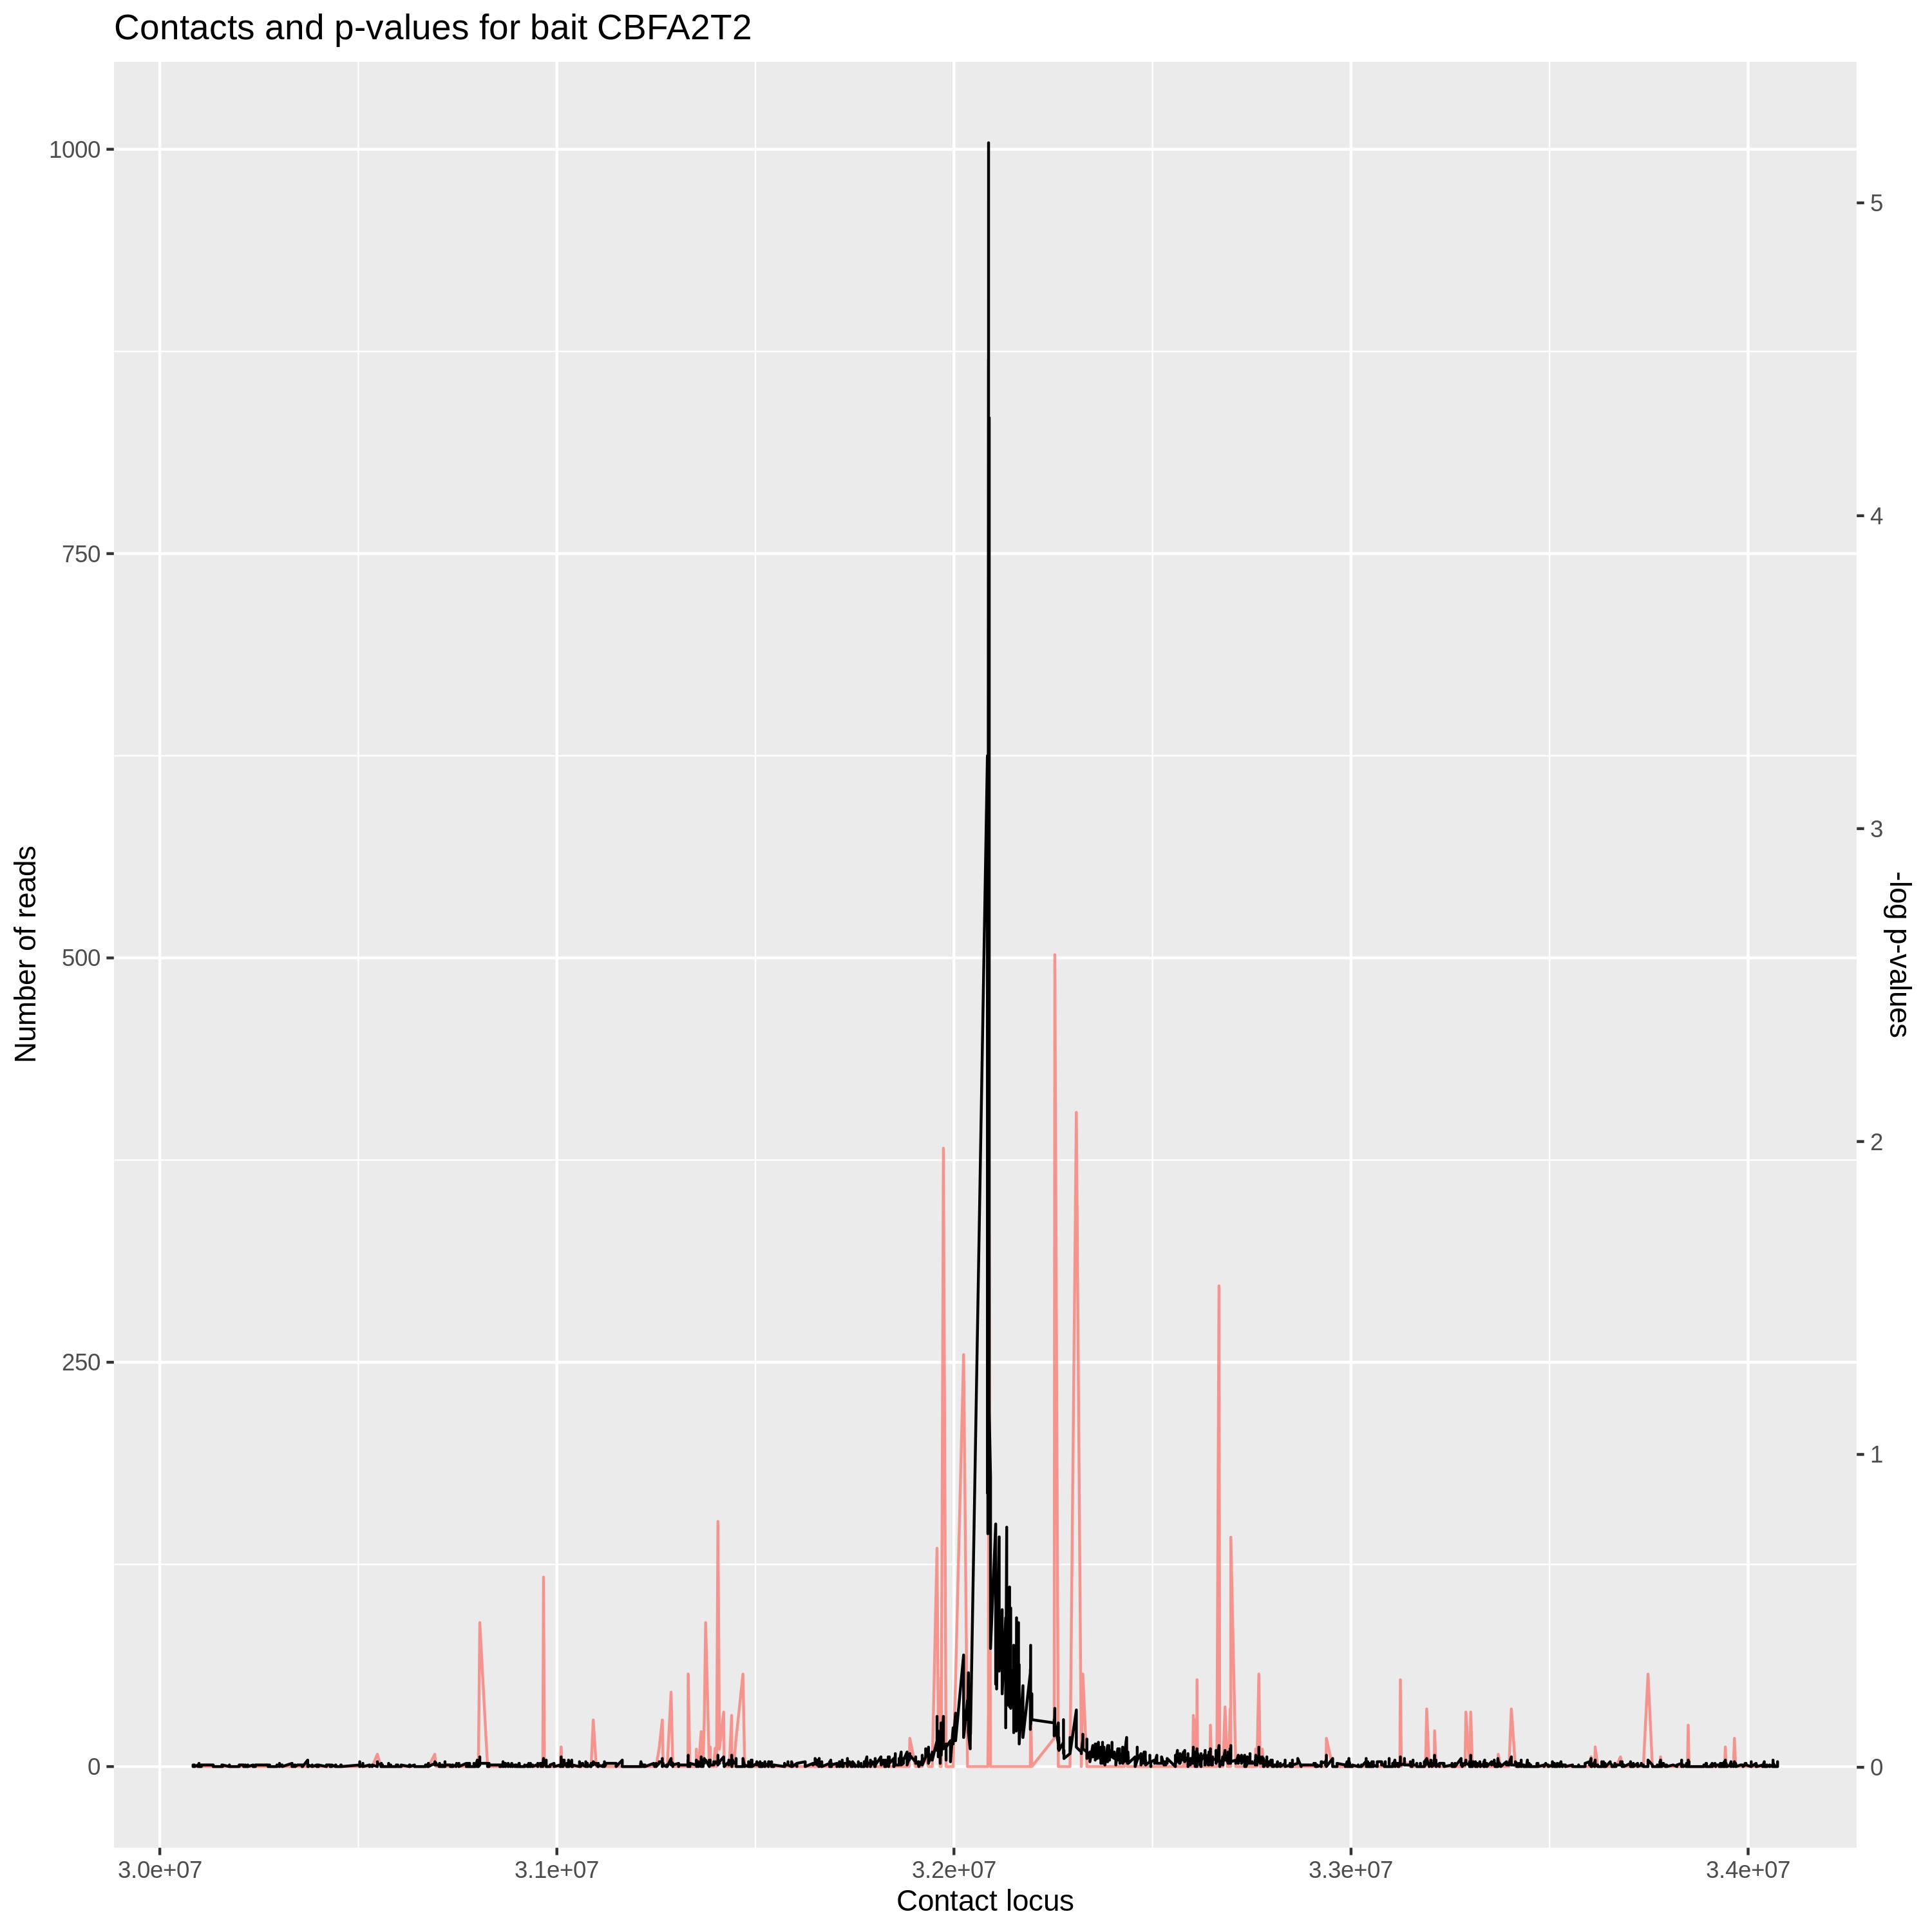 Contacts and p-values for bait CBFA2T2
1000
750
500
250
0
Number of reads
5
4
3
2
1
0
-log p-values
3.0e+07
3.1e+07
3.2e+07
3.3e+07
3.4e+07
Contact locus